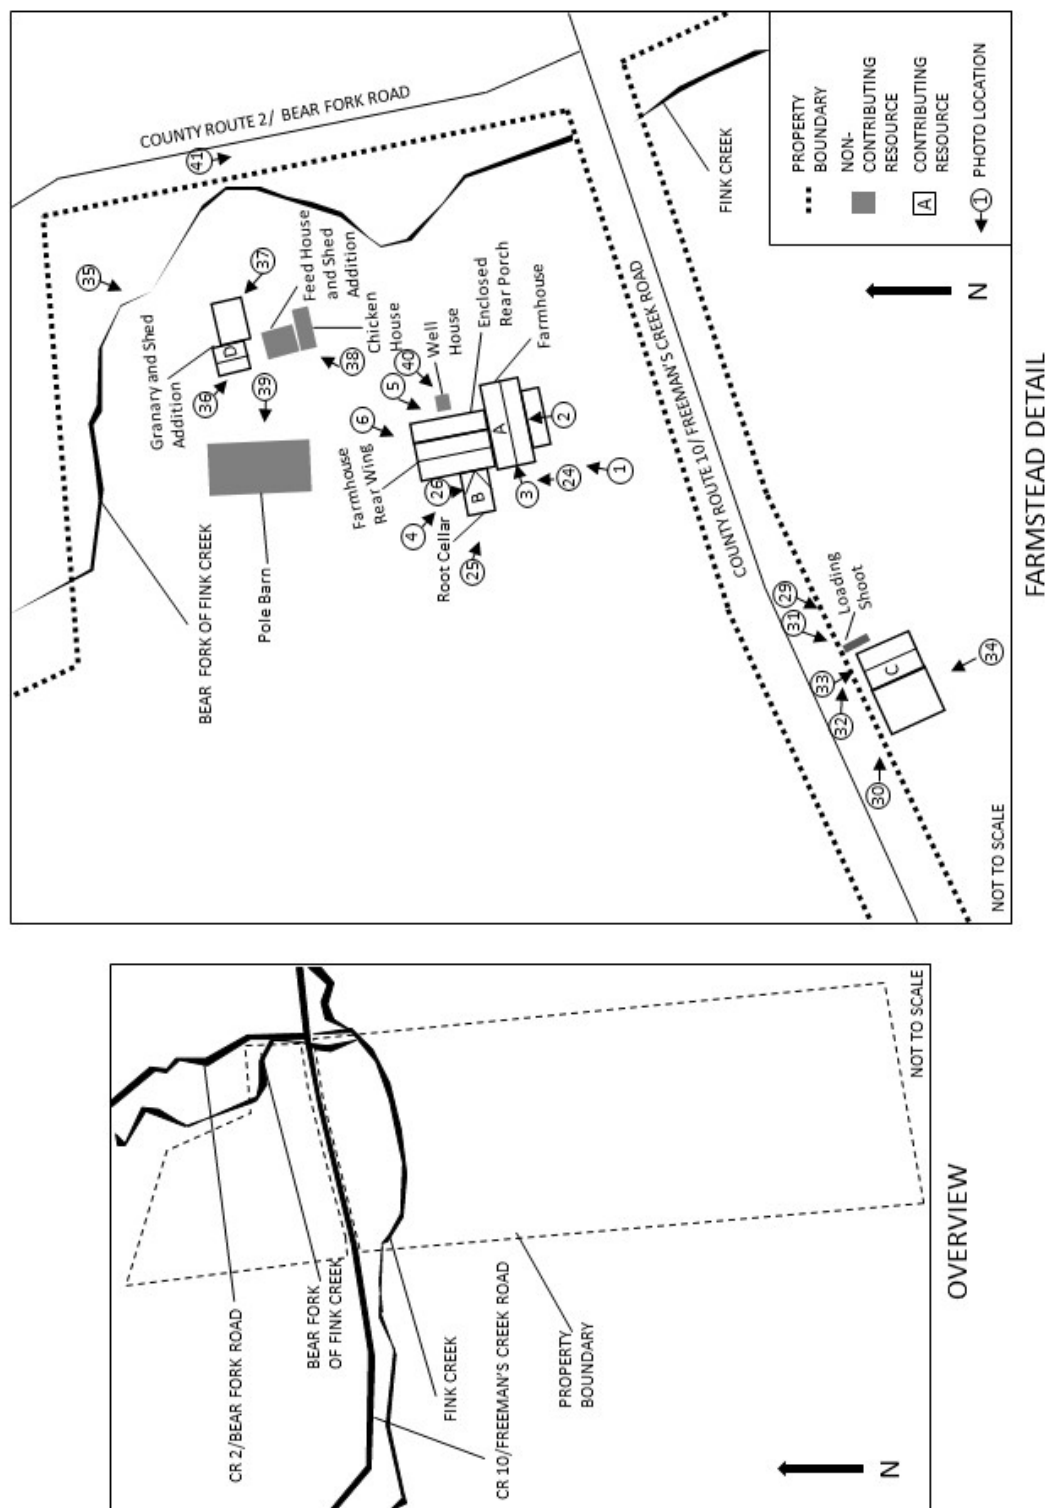 COUNTY ROUTE 2/ BEAR FORK ROAD
41
35
37
Granary and Shed
Addition
D
36
39
Feed House
and Shed
Addition
Chicken
House
38
BEAR FORK OF FINK CREEK
Pole Barn
6
5
40
Well
House
Enclosed
Rear Porch
Farmhouse
Farmhouse
Rear Wing
A
2
4
26
B
Root Cellar
25
3
24
1
COUNTY ROUTE 10/ FREEMAN'S CREEK ROAD
FINK CREEK
29
31
33
32
30
Loading
Shoot
C
34
NOT TO SCALE
N
PROPERTY
BOUNDARY
NON-
CONTRIBUTING
RESOURCE
A
CONTRIBUTING
RESOURCE
1
PHOTO LOCATION
FARMSTEAD DETAIL
CR 2/BEAR FORK ROAD
BEAR FORK
OF FINK CREEK
FINK CREEK
CR 10/FREEMAN'S CREEK ROAD
PROPERTY
BOUNDARY
N
NOT TO SCALE
OVERVIEW